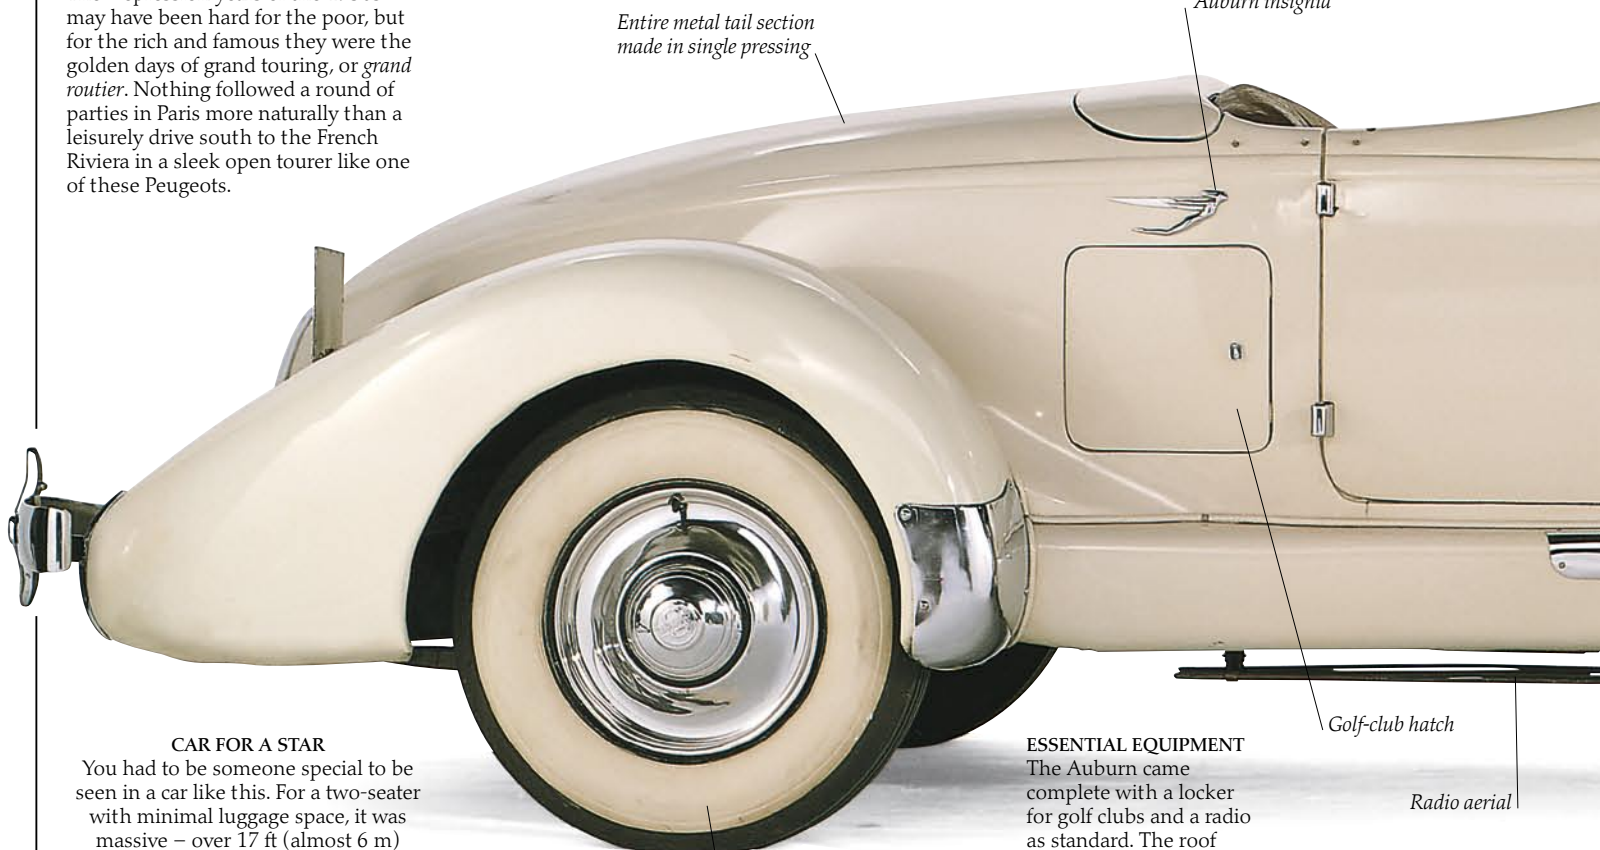 may have been hard for the poor, but
for the rich and famous they were the
golden days of grand touring, or grand
routier. Nothing followed a round of
parties in Paris more naturally than a
leisurely drive south to the French
Riviera in a sleek open tourer like one
of these Peugeots.
Entire metal tail section
made in single pressing
Auburn insignia
Golf-club hatch
Radio aerial
CAR FOR A STAR
You had to be someone special to be
seen in a car like this. For a two-seater
with minimal luggage space, it was
massive – over 17 ft (almost 6 m)
ESSENTIAL EQUIPMENT
The Auburn came
complete with a locker
for golf clubs and a radio
as standard. The roof